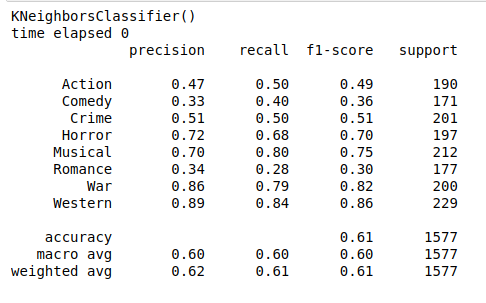 KNeighborsClassifier()
time elapsed 0
precision recall f1-score support
Action 0.47 0.50 0.49 190
Comedy 0.33 0.40 0.36 171
Crime 0.51 0.50 0.51 201
Horror 0.72 0.68 0.70 197
Musical 0.70 0.80 0.75 212
Romance 0.34 0.28 0.30 177
War 0.86 0.79 0.82 200
Western 0.89 0.84 0.86 229
accuracy 0.61 1577
macro avg 0.60 0.60 0.60 1577
weighted avg 0.62 0.61 0.61 1577